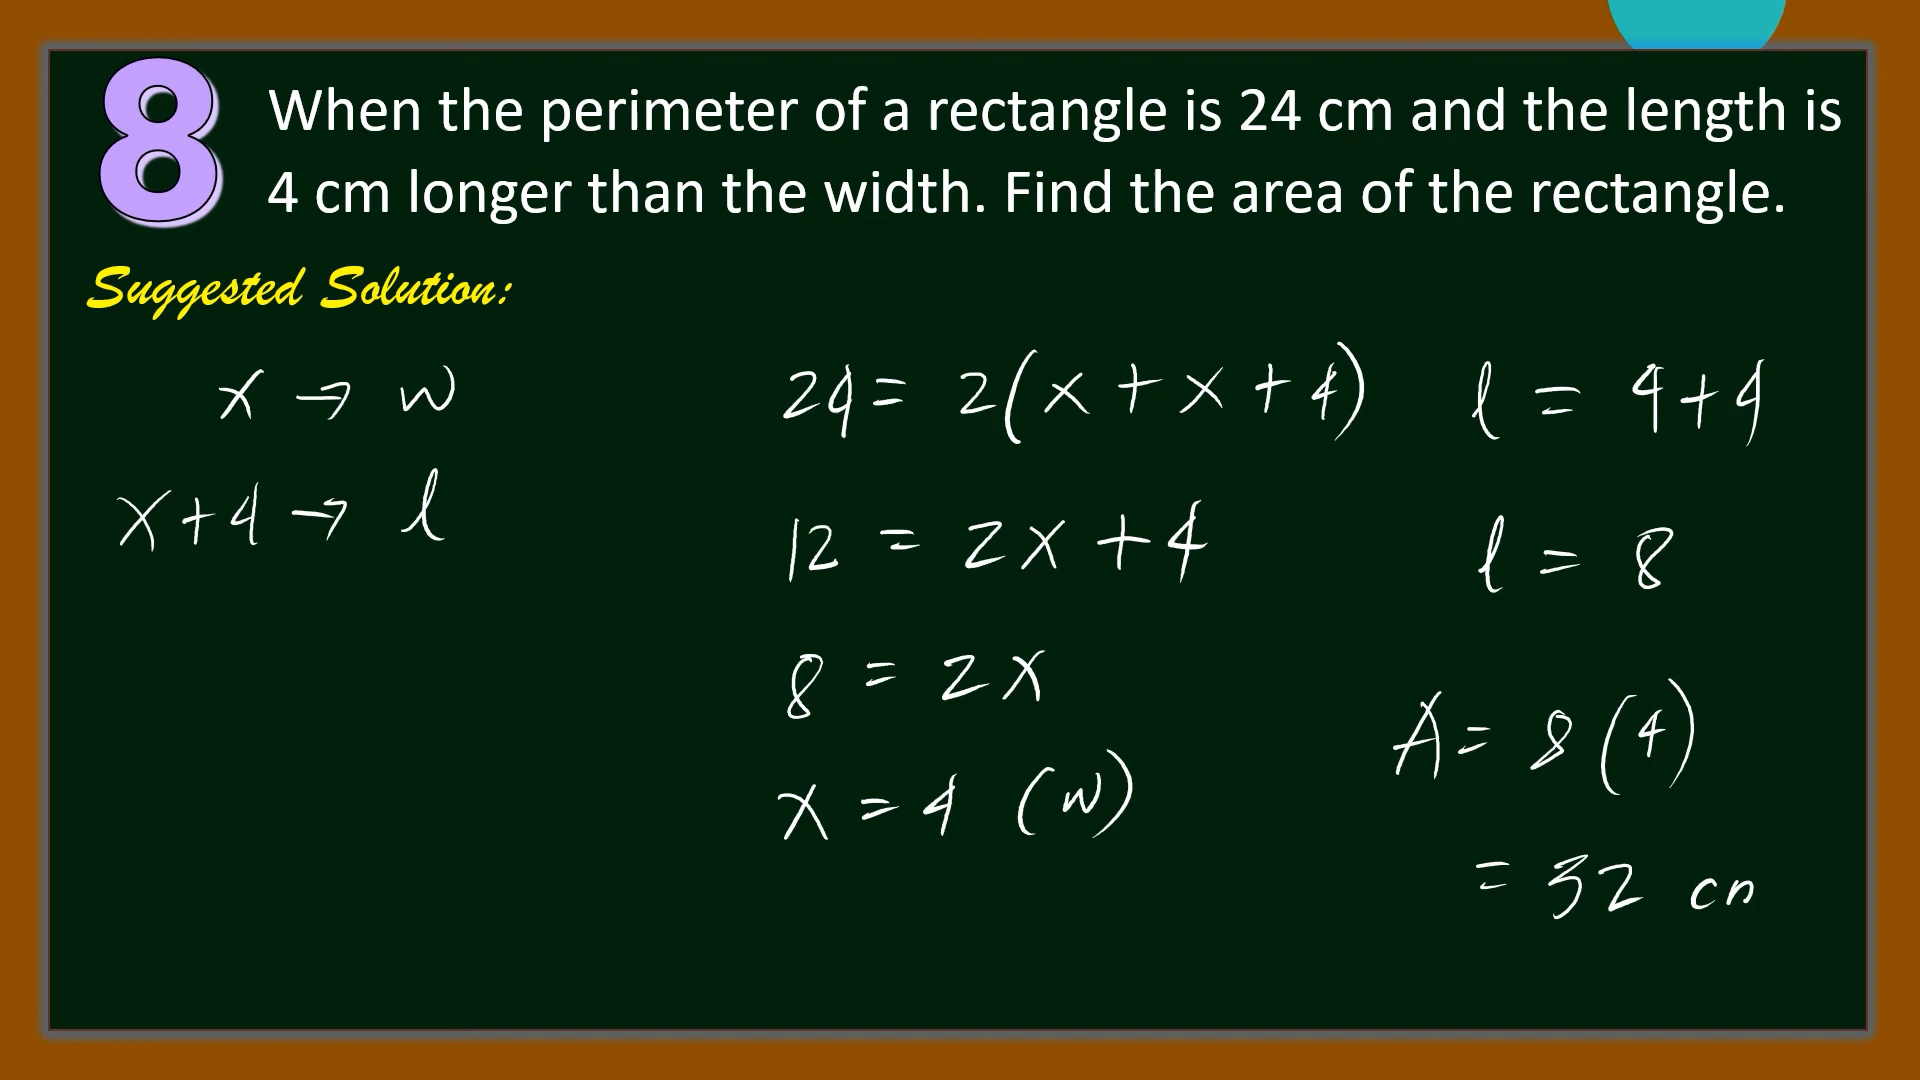 8
When the perimeter of a rectangle is 24 cm and the length is
4 cm longer than the width. Find the area of the rectangle.
Suggested Solution:
x → w
x+4 → l
24 = 2(x + x + 4)
12 = 2x + 4
8 = 2x
x = 4 (w)
l = 4+4
l = 8
A = 8(4)
= 32 cm